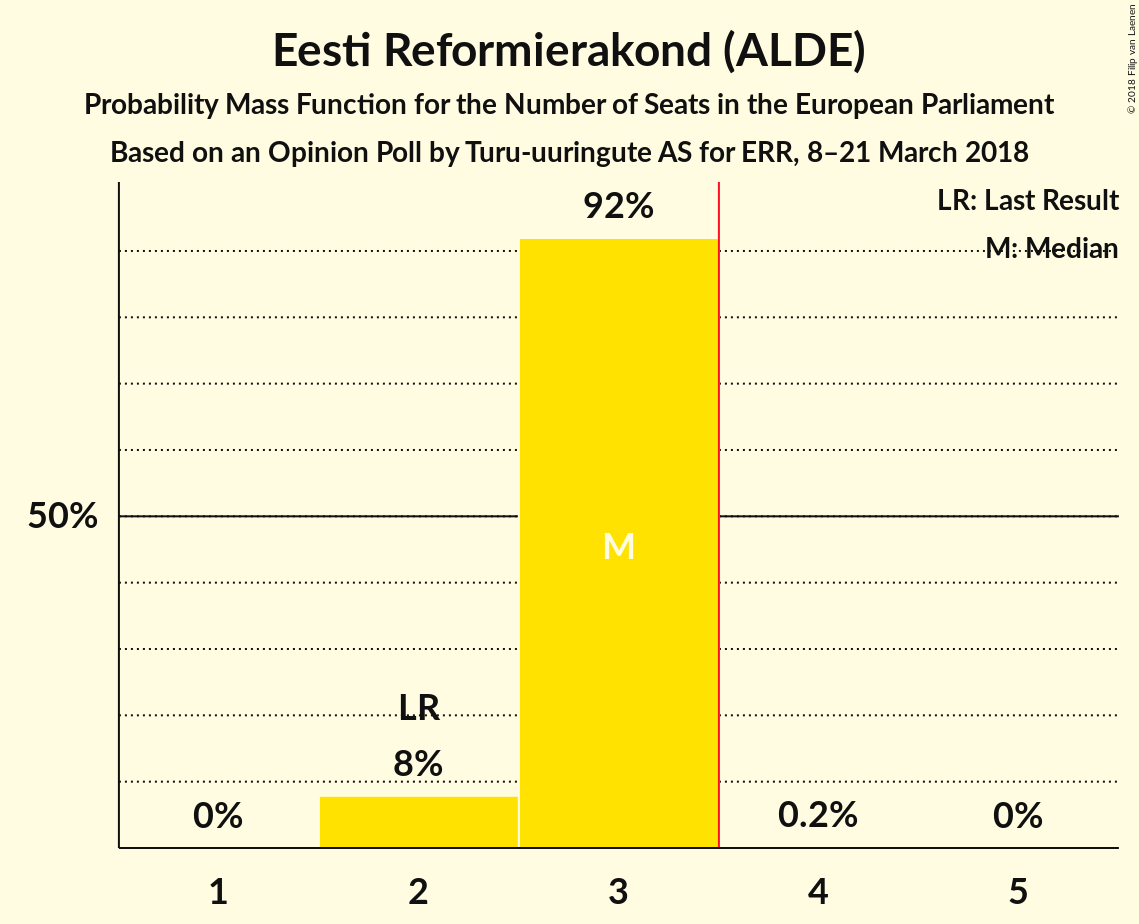 Eesti Reformierakond (ALDE)
Probability Mass Function for the Number of Seats in the European Parliament
Based on an Opinion Poll by Turu-uuringute AS for ERR, 8–21 March 2018
© 2018 Filip van Laenen
LR: Last Result
M: Median
92%
50%
M
LR
8%
0%
0.2%
0%
1 2 3 4 5